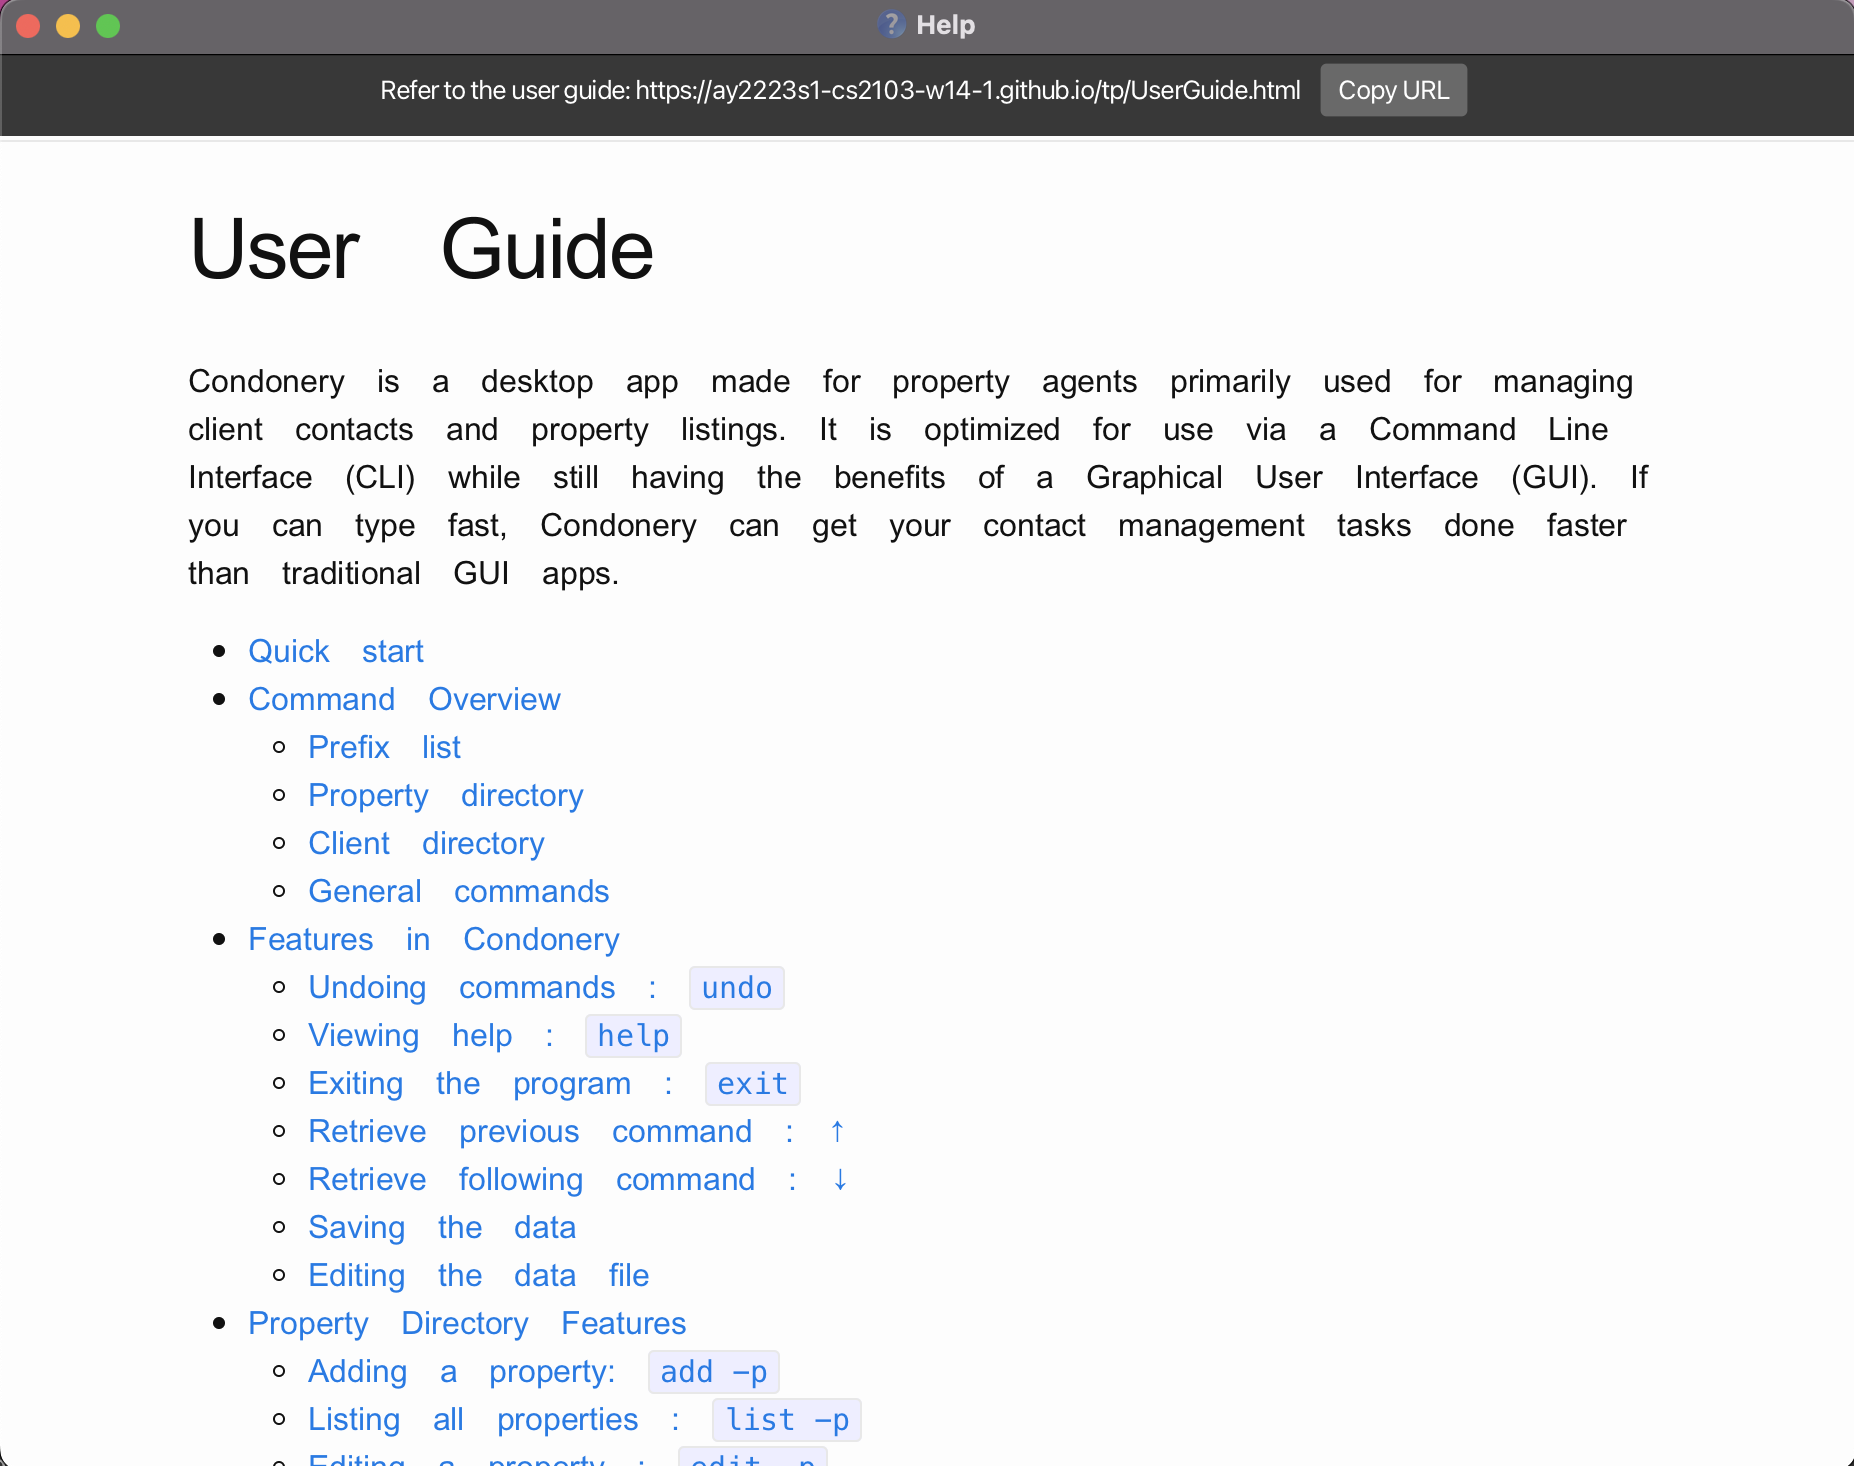 Help
Refer to the user guide: https://ay2223s1-cs2103-w14-1.github.io/tp/UserGuide.html Copy URL
User Guide
Condonery is a desktop app made for property agents primarily used for managing
client contacts and property listings. It is optimized for use via a Command Line
Interface (CLI) while still having the benefits of a Graphical User Interface (GUI). If
you can type fast, Condonery can get your contact management tasks done faster
than traditional GUI apps.
Quick start
Command Overview
Prefix list
Property directory
Client directory
General commands
Features in Condonery
Undoing commands : undo
Viewing help : help
Exiting the program : exit
Retrieve previous command : ↑
Retrieve following command : ↓
Saving the data
Editing the data file
Property Directory Features
Adding a property: add -p
Listing all properties : list -p
Editing a property : edit -p